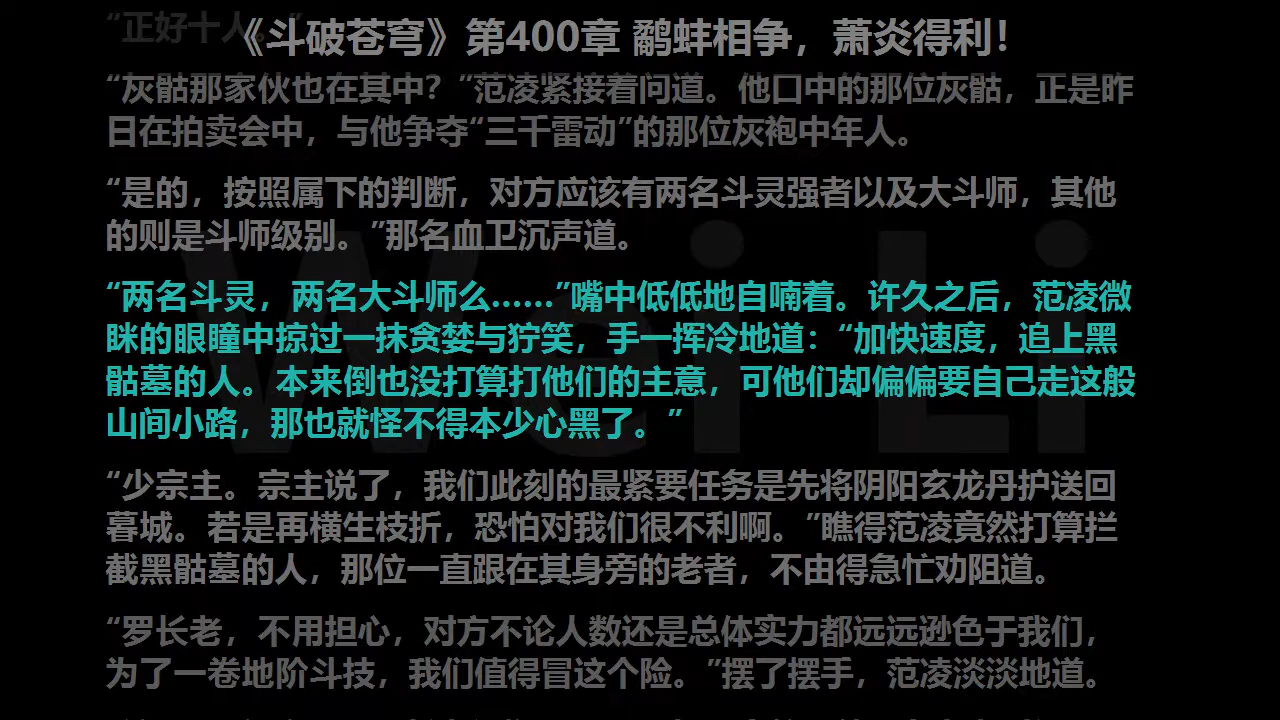 “正好十人。”
《斗破苍穹》第400章 鹬蚌相争，萧炎得利！
“灰骷那家伙也在其中？”范凌紧接着问道。他口中的那位灰骷，正是昨
日在拍卖会中，与他争夺“三千雷动”的那位灰袍中年人。
“是的，按照属下的判断，对方应该有两名斗灵强者以及大斗师，其他
的则是斗师级别。”那名血卫沉声道。
“两名斗灵，两名大斗师么……”嘴中低低地自喃着。许久之后，范凌微
眯的眼瞳中掠过一抹贪婪与狞笑，手一挥冷地道：“加快速度，追上黑
骷墓的人。本来倒也没打算打他们的主意，可他们却偏偏要自己走这般
山间小路，那也就怪不得本少心黑了。”
“少宗主。宗主说了，我们此刻的最紧要任务是先将阴阳玄龙丹护送回
暮城。若是再横生枝折，恐怕对我们很不利啊。”瞧得范凌竟然打算拦
截黑骷墓的人，那位一直跟在其身旁的老者，不由得急忙劝阻道。
“罗长老，不用担心，对方不论人数还是总体实力都远远逊色于我们，
为了一卷地阶斗技，我们值得冒这个险。”摆了摆手，范凌淡淡地道。
Wei Li